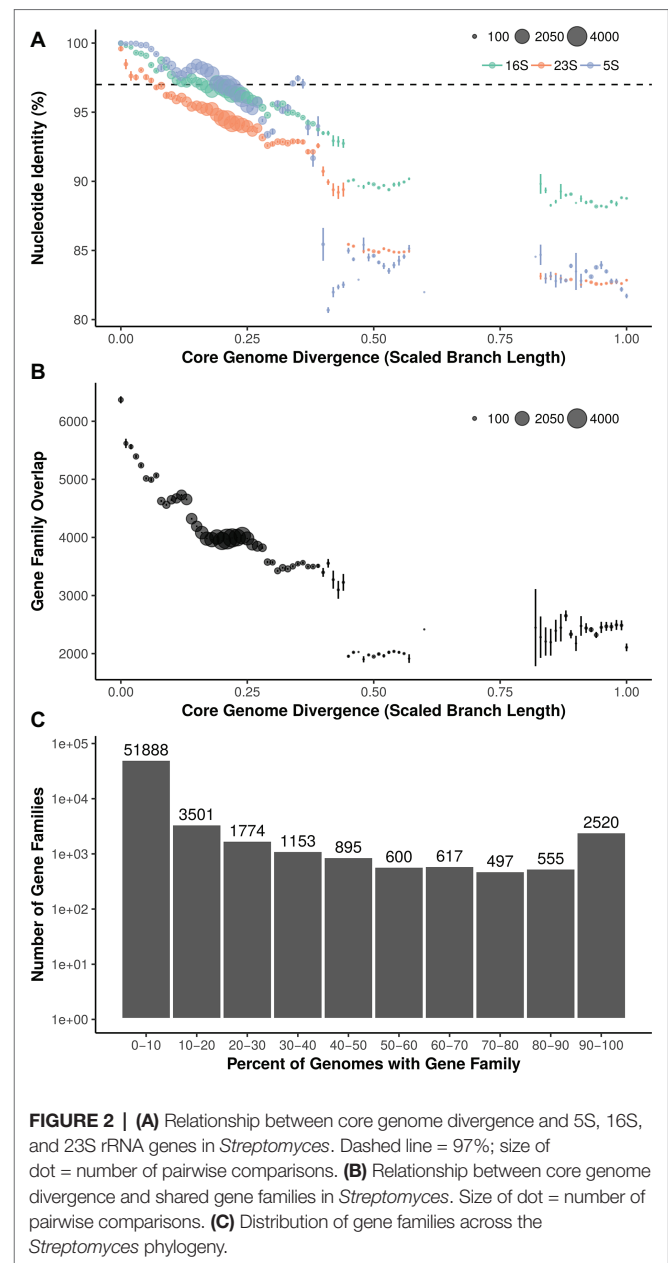 A
100 2050 4000
16S 23S 5S
100
95
90
85
80
Nucleotide Identity (%)
0.00 0.25 0.50 0.75 1.00
Core Genome Divergence (Scaled Branch Length)
B
100 2050 4000
6000
5000
4000
3000
2000
Gene Family Overlap
0.00 0.25 0.50 0.75 1.00
Core Genome Divergence (Scaled Branch Length)
C
1e+05
1e+04
1e+03
1e+02
1e+01
1e+00
Number of Gene Families
51888 3501 1774 1153 895 600 617 497 555 2520
0−10 10−20 20−30 30−40 40−50 50−60 60−70 70−80 80−90 90−100
Percent of Genomes with Gene Family
FIGURE 2 | (A) Relationship between core genome divergence and 5S, 16S,
and 23S rRNA genes in Streptomyces. Dashed line = 97%; size of
dot = number of pairwise comparisons. (B) Relationship between core genome
divergence and shared gene families in Streptomyces. Size of dot = number of
pairwise comparisons. (C) Distribution of gene families across the
Streptomyces phylogeny.